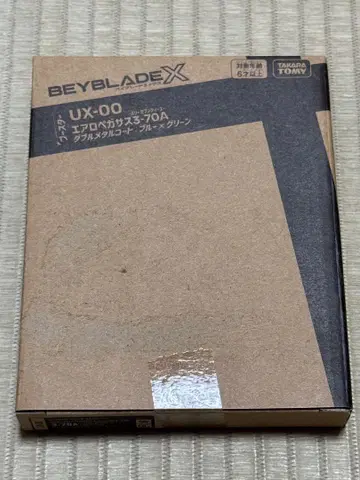 BEYBLADE X
対象年齢
6才以上
TAKARA
TOMY
ブースター
UX-00
エアロペガサス3-70A
ダブルメタルコート ブルー×グリーン